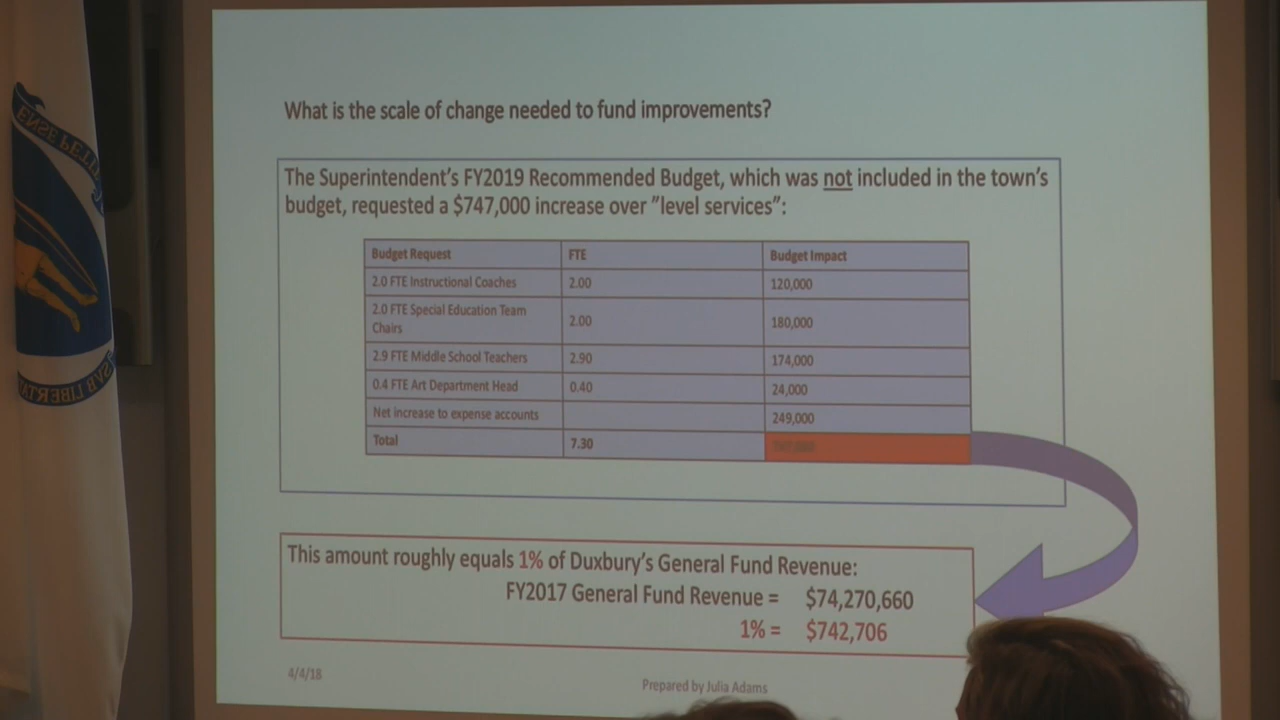 What is the scale of change needed to fund improvements?
The Superintendent's FY2019 Recommended Budget, which was not included in the town's
budget, requested a $747,000 increase over "level services":
Budget Request FTE Budget Impact
2.0 FTE Instructional Coaches 2.00 120,000
2.0 FTE Special Education Team
Chairs 2.00 180,000
2.9 FTE Middle School Teachers 2.90 174,000
0.4 FTE Art Department Head 0.40 24,000
Net increase to expense accounts 249,000
Total 7.30
This amount roughly equals 1% of Duxbury's General Fund Revenue:
FY2017 General Fund Revenue = $74,270,660
1% = $742,706
4/4/18
Prepared by Julia Adams
ENSE PETIT
SVB LIBERTA